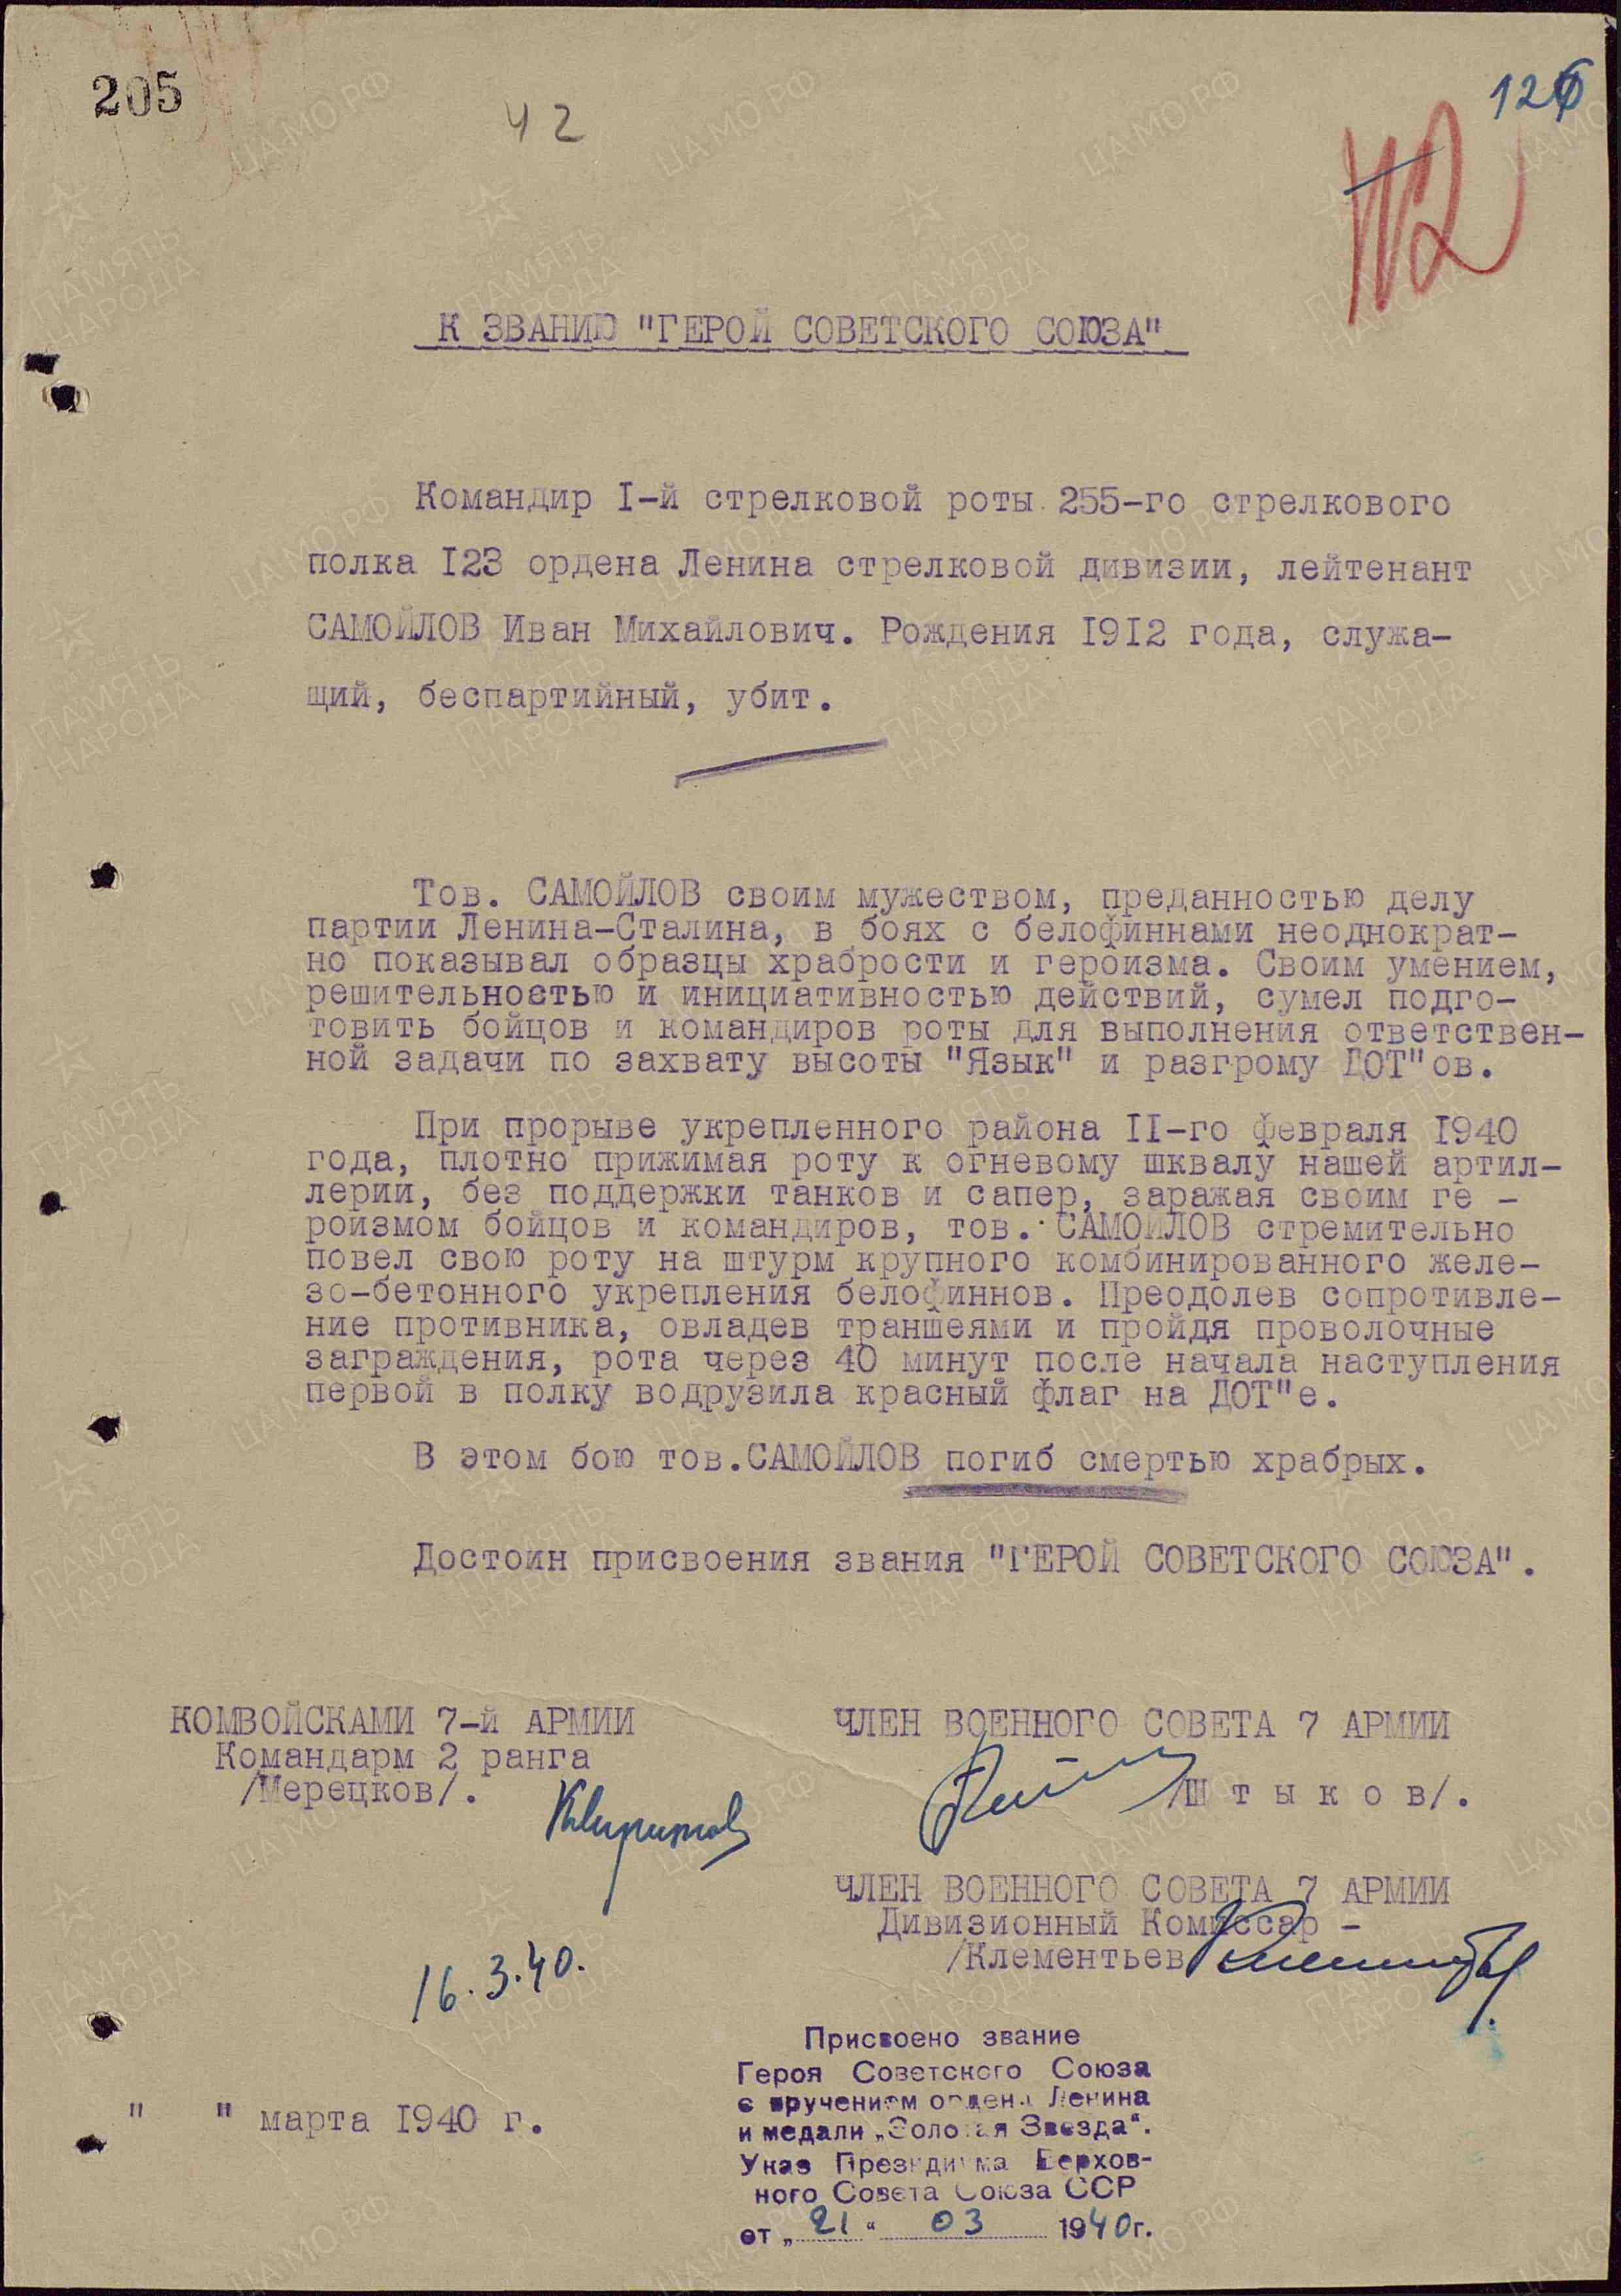 205
42
126
112
К ЗВАНИЮ "ГЕРОЙ СОВЕТСКОГО СОЮЗА"
Командир I-й стрелковой роты 255-го стрелкового
полка I23 ордена Ленина стрелковой дивизии, лейтенант
САМОЙЛОВ Иван Михайлович. Рождения I9I2 года, служа-
щий, беспартийный, убит.
Тов. САМОЙЛОВ своим мужеством, преданностью делу
партии Ленина-Сталина, в боях с белофиннами неоднократ-
но показывал образцы храбрости и героизма. Своим умением,
решительностью и инициативностью действий, сумел подго-
товить бойцов и командиров роты для выполнения ответствен-
ной задачи по захвату высоты "Язык" и разгрому ДОТ"ов.
При прорыве укрепленного района II-го февраля I940
года, плотно прижимая роту к огневому шквалу нашей артил-
лерии, без поддержки танков и сапер, заражая своим ге -
роизмом бойцов и командиров, тов. САМОЙЛОВ стремительно
повел свою роту на штурм крупного комбинированного желе-
зо-бетонного укрепления белофиннов. Преодолев сопротивле-
ние противника, овладев траншеями и пройдя проволочные
заграждения, рота через 40 минут после начала наступления
первой в полку водрузила красный флаг на ДОТ"е.
В этом бою тов.САМОЙЛОВ погиб смертью храбрых.
Достоин присвоения звания "ГЕРОЙ СОВЕТСКОГО СОЮЗА".
КОМВОЙСКАМИ 7-й АРМИИ
Командарм 2 ранга
/Мерецков/.
ЧЛЕН ВОЕННОГО СОВЕТА 7 АРМИИ
/Ш т ы к о в/.
ЧЛЕН ВОЕННОГО СОВЕТА 7 АРМИИ
Дивизионный Комиссар -
/Клементьев
16.3.40.
" " марта I940 г.
Присвоено звание
Героя Советского Союза
с вручением ордена Ленина
и медали „Золотая Звезда“.
Указ Президиума Верхов-
ного Совета Союза ССР
от „21“ 03 1940г.
ПАМЯТЬ НАРОДА
ЦАМО.РФ